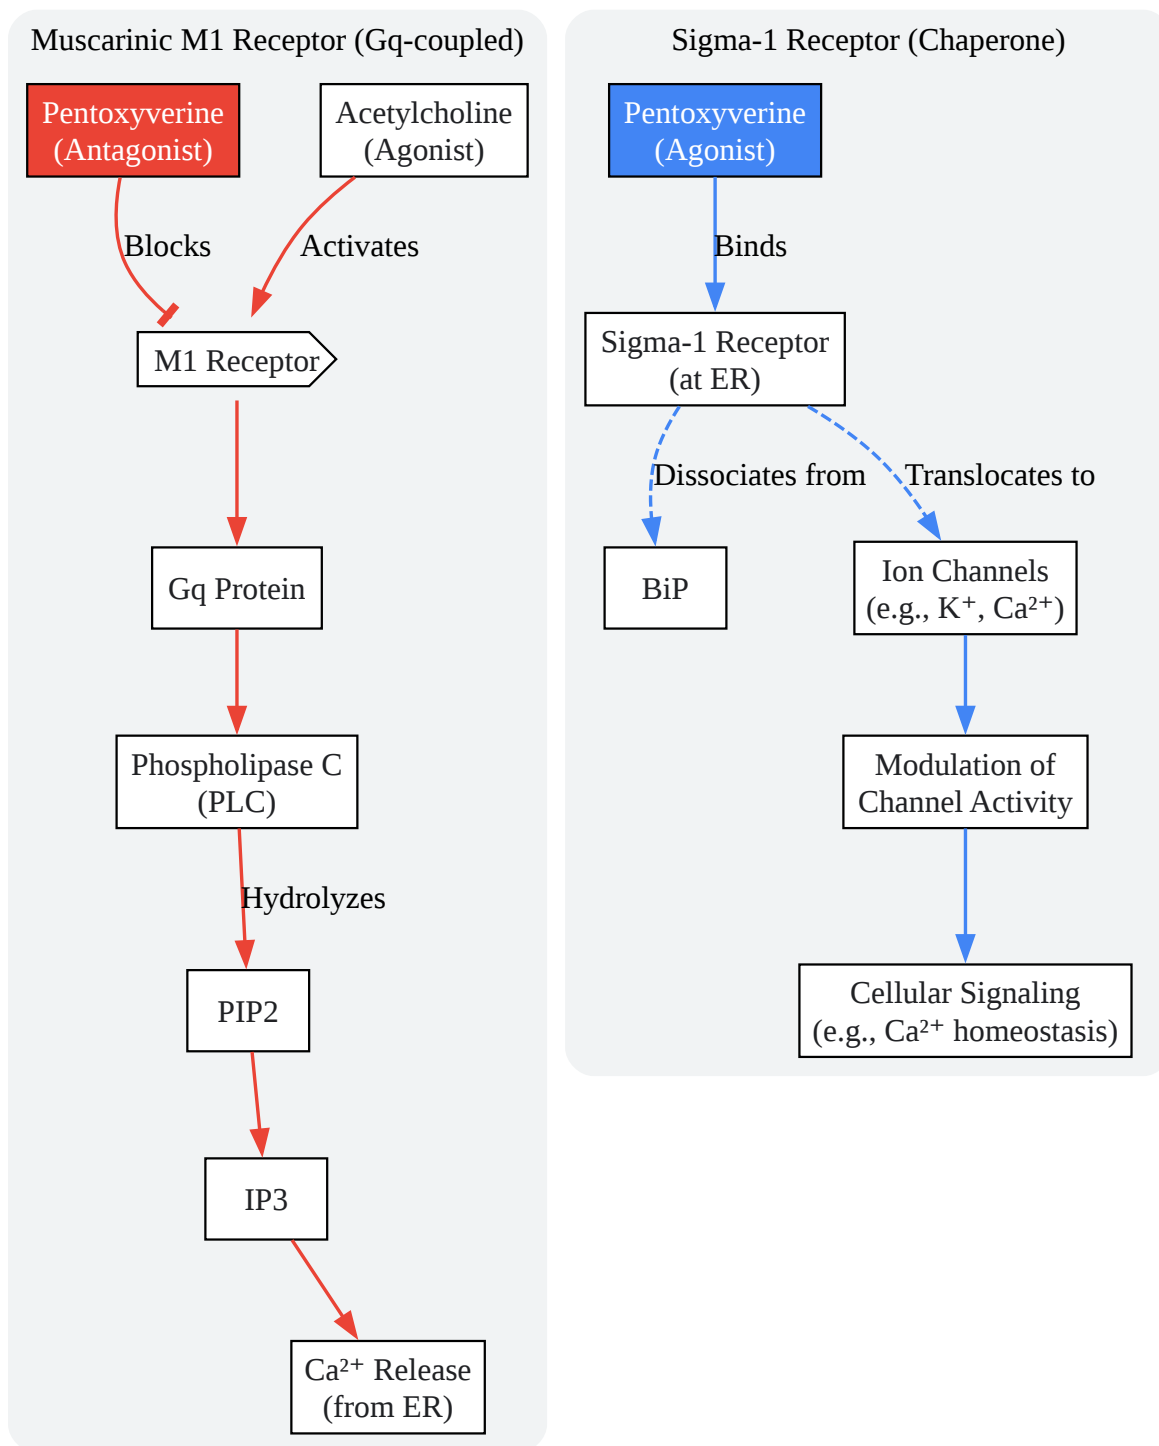 Muscarinic M1 Receptor (Gq-coupled)
Pentoxyverine
(Antagonist)
Acetylcholine
(Agonist)
Blocks
Activates
M1 Receptor
Gq Protein
Phospholipase C
(PLC)
Hydrolyzes
PIP2
IP3
Ca²⁺ Release
(from ER)
Sigma-1 Receptor (Chaperone)
Pentoxyverine
(Agonist)
Binds
Sigma-1 Receptor
(at ER)
Dissociates from
Translocates to
BiP
Ion Channels
(e.g., K⁺, Ca²⁺)
Modulation of
Channel Activity
Cellular Signaling
(e.g., Ca²⁺ homeostasis)